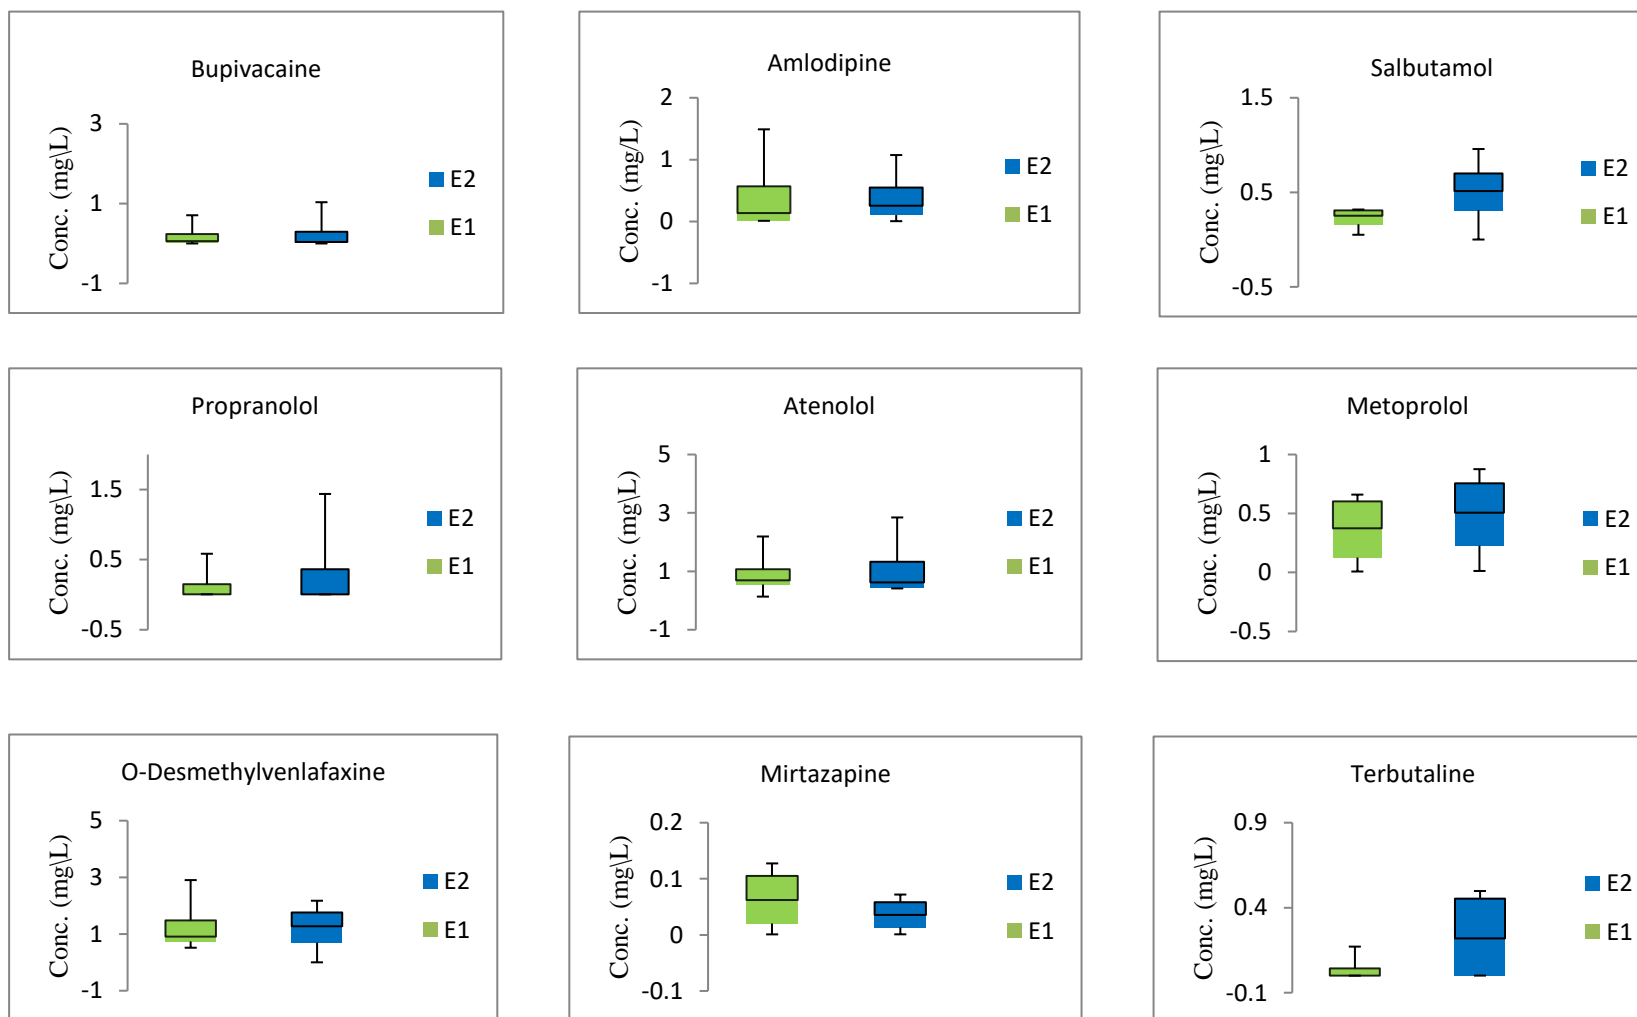 Bupivacaine
Conc. (mg\L)
3
1
-1
E2
E1
Amlodipine
Conc. (mg/L)
2
1
0
-1
E2
E1
Salbutamol
Conc. (mg\L)
1.5
0.5
-0.5
E2
E1
Propranolol
Conc. (mg\L)
1.5
0.5
-0.5
E2
E1
Atenolol
Conc. (mg\L)
5
3
1
-1
E2
E1
Metoprolol
Conc. (mg\L)
1
0.5
0
-0.5
E2
E1
O-Desmethylvenlafaxine
Conc. (mg\L)
5
3
1
-1
E2
E1
Mirtazapine
Conc. (mg\L)
0.2
0.1
0
-0.1
E2
E1
Terbutaline
Conc. (mg\L)
0.9
0.4
-0.1
E2
E1